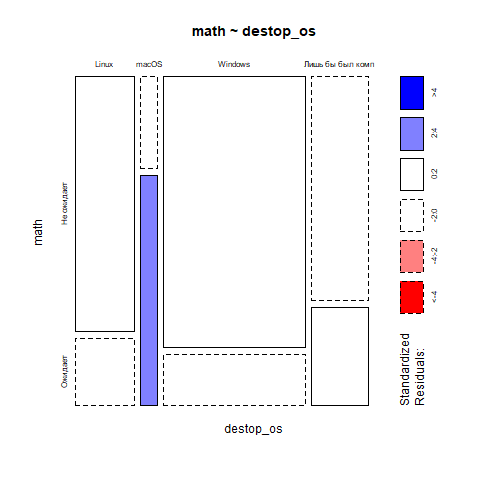 math ~ destop_os
Linux
macOS
Windows
Лишь бы был комп
math
Не ожидает
Ожидает
destop_os
Standardized
Residuals:
<-4
-4:-2
-2:0
0:2
2:4
>4